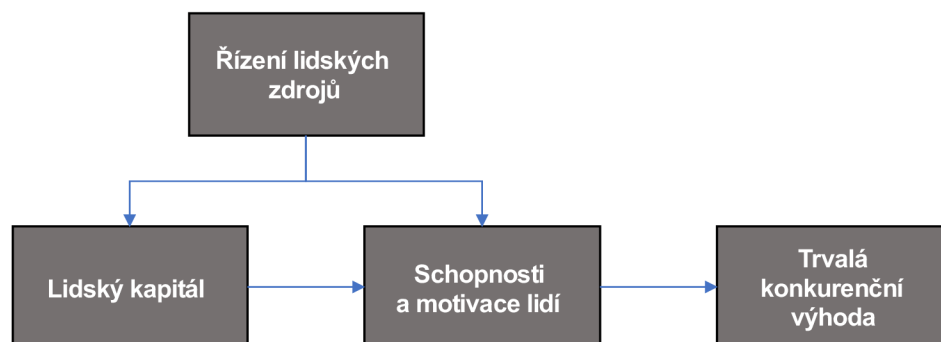 Řízení lidských
zdrojů
Lidský kapitál
Schopnosti
a motivace lidí
Trvalá
konkurenční
výhoda